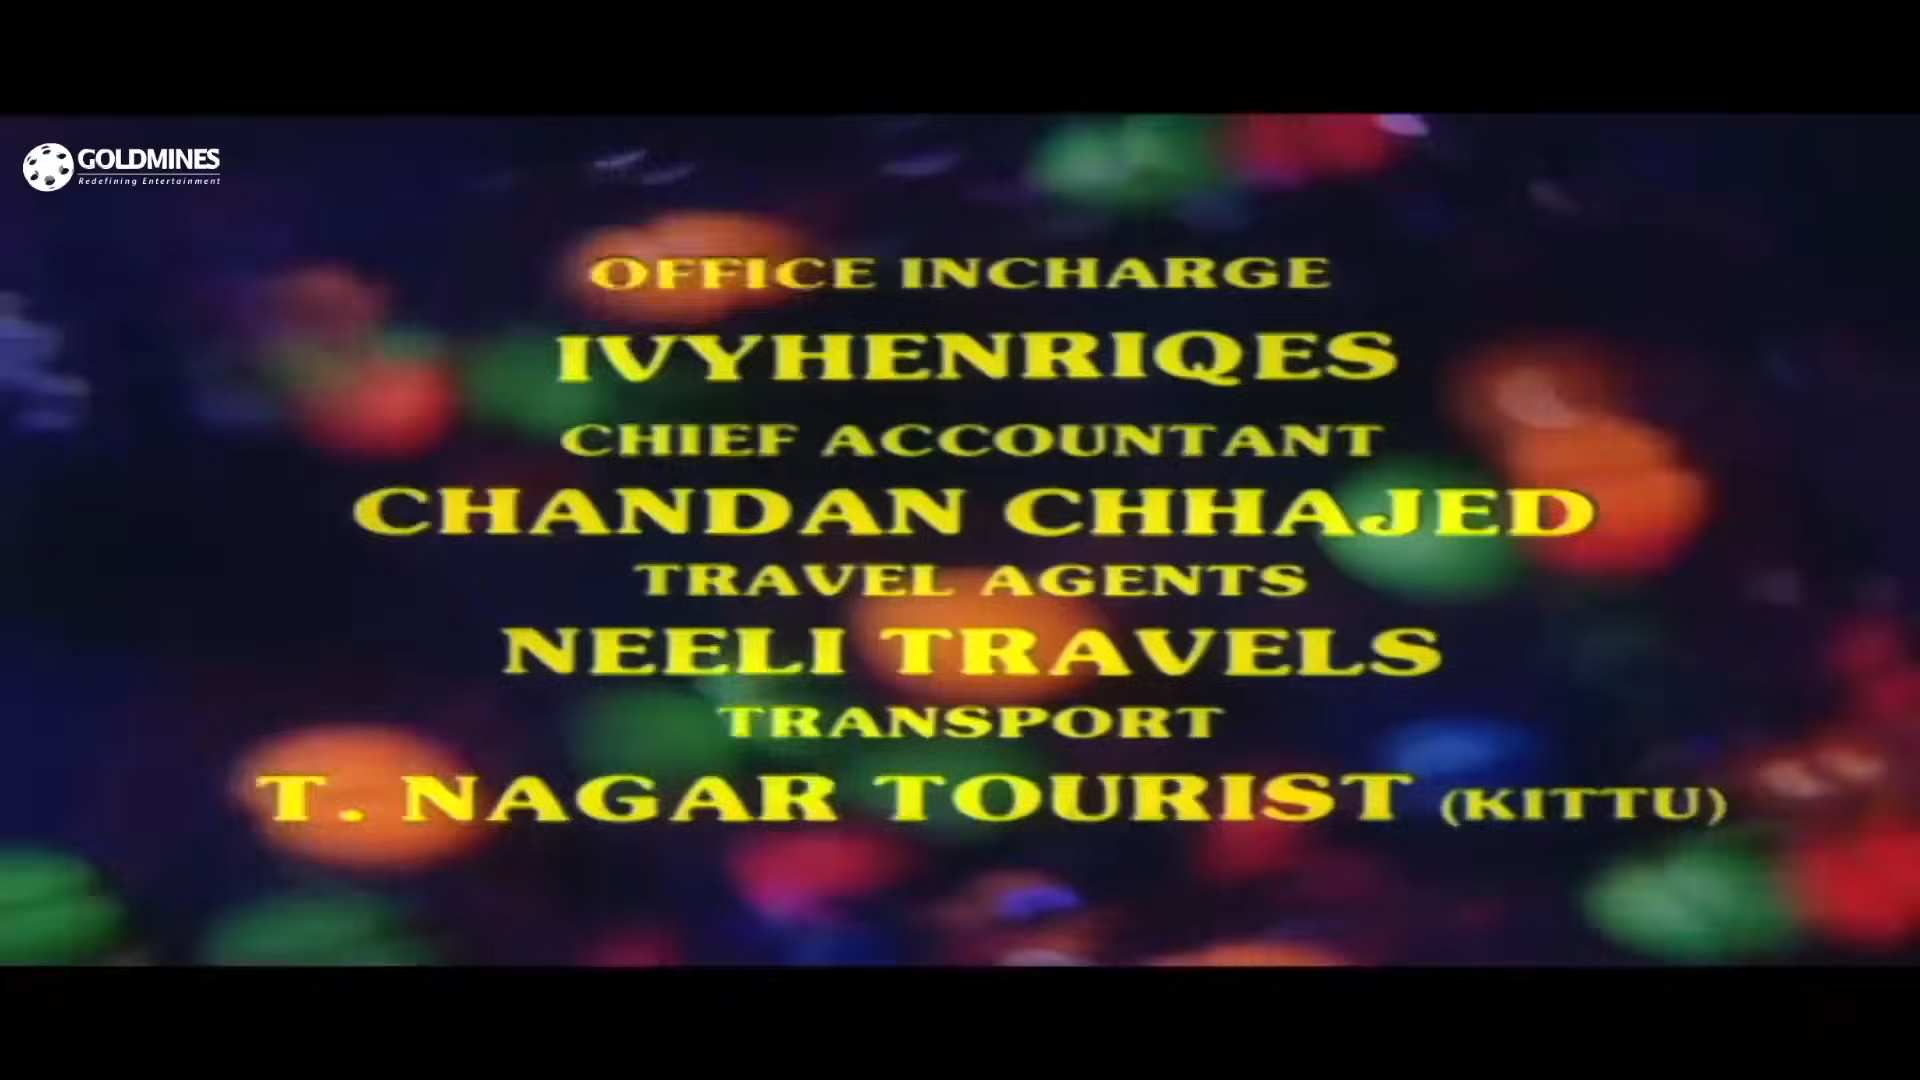 GOLDMINES
Redefining Entertainment
OFFICE INCHARGE
IVYHENRIQES
CHIEF ACCOUNTANT
CHANDAN CHHAJED
TRAVEL AGENTS
NEELI TRAVELS
TRANSPORT
T. NAGAR TOURIST (KITTU)